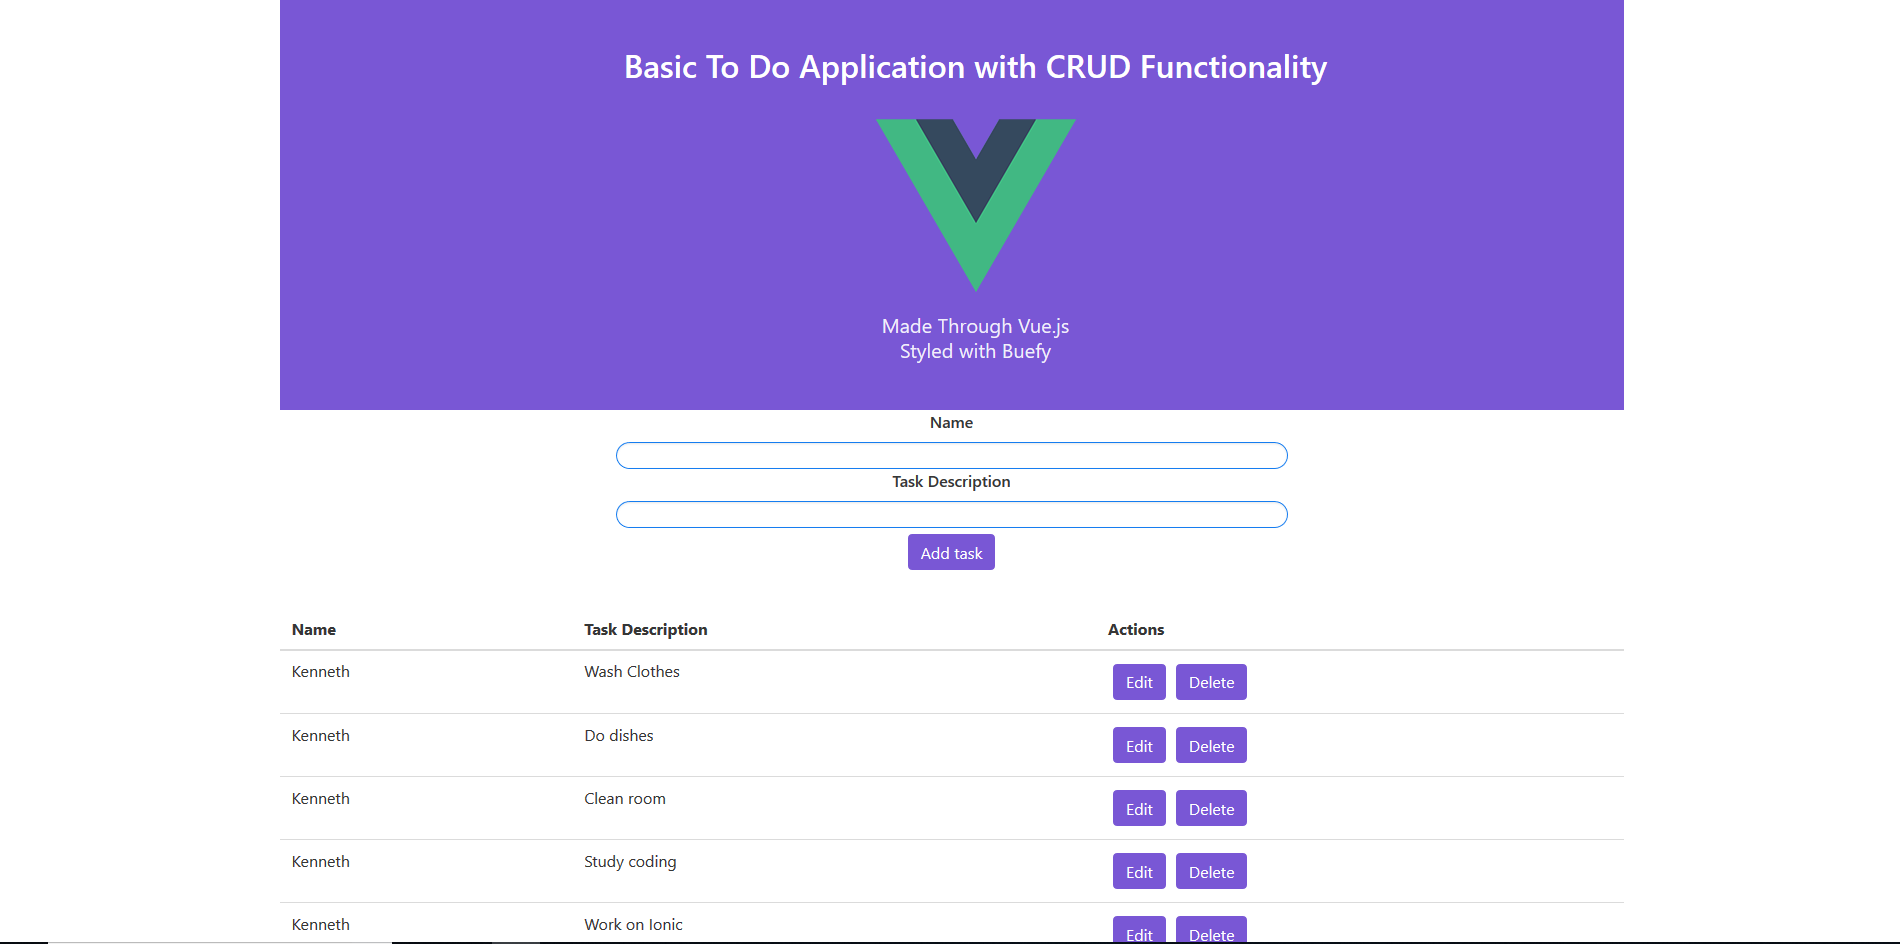 Basic To Do Application with CRUD Functionality
Made Through Vue.js
Styled with Buefy
Name
Task Description
Add task
Name Task Description Actions
Kenneth Wash Clothes Edit Delete
Kenneth Do dishes Edit Delete
Kenneth Clean room Edit Delete
Kenneth Study coding Edit Delete
Kenneth Work on Ionic Edit Delete